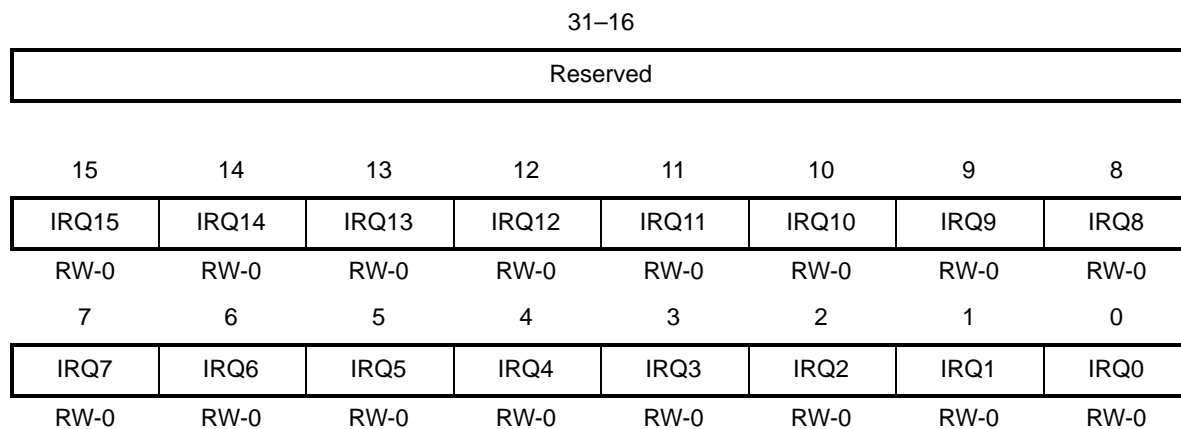 31–16
Reserved
15 14 13 12 11 10 9 8
IRQ15 IRQ14 IRQ13 IRQ12 IRQ11 IRQ10 IRQ9 IRQ8
RW-0 RW-0 RW-0 RW-0 RW-0 RW-0 RW-0 RW-0
7 6 5 4 3 2 1 0
IRQ7 IRQ6 IRQ5 IRQ4 IRQ3 IRQ2 IRQ1 IRQ0
RW-0 RW-0 RW-0 RW-0 RW-0 RW-0 RW-0 RW-0